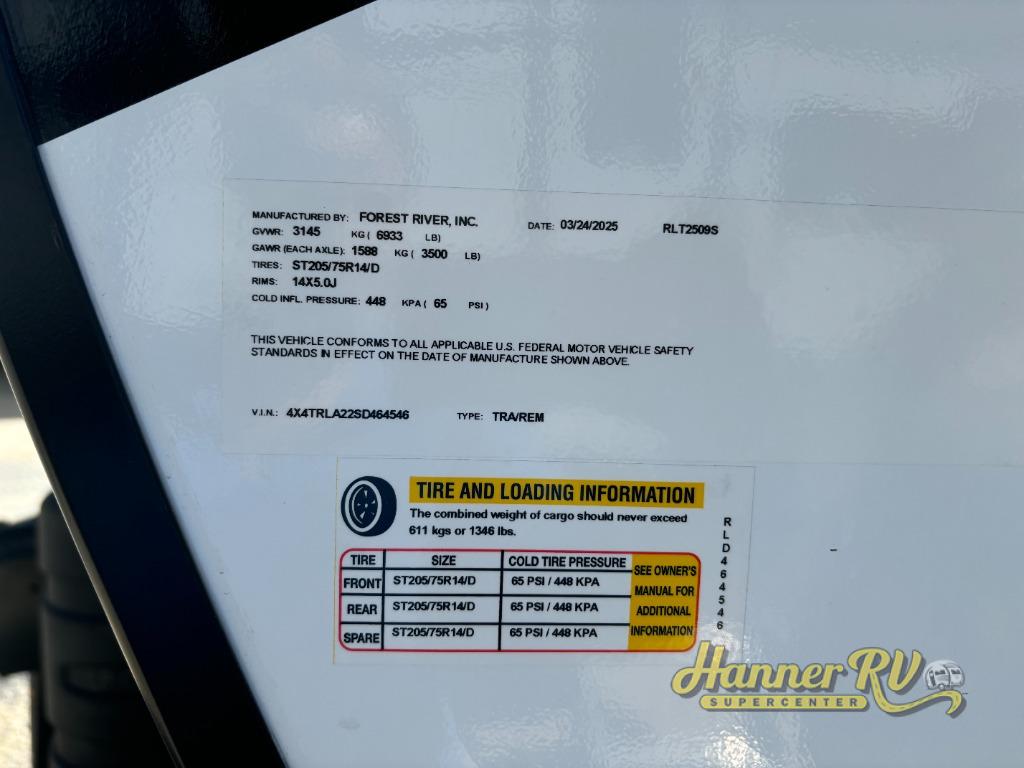 MANUFACTURED BY: FOREST RIVER, INC. DATE: 03/24/2025 RLT2509S
GVWR: 3145 KG ( 6933 LB)
GAWR (EACH AXLE): 1588 KG ( 3500 LB)
TIRES: ST205/75R14/D
RIMS: 14X5.0J
COLD INFL. PRESSURE: 448 KPA ( 65 PSI )
THIS VEHICLE CONFORMS TO ALL APPLICABLE U.S. FEDERAL MOTOR VEHICLE SAFETY
STANDARDS IN EFFECT ON THE DATE OF MANUFACTURE SHOWN ABOVE.
V.I.N.: 4X4TRLA22SD464546 TYPE: TRA/REM
TIRE AND LOADING INFORMATION
The combined weight of cargo should never exceed
611 kgs or 1346 lbs.
TIRE SIZE COLD TIRE PRESSURE
FRONT ST205/75R14/D 65 PSI / 448 KPA
REAR ST205/75R14/D 65 PSI / 448 KPA
SPARE ST205/75R14/D 65 PSI / 448 KPA
SEE OWNER'S
MANUAL FOR
ADDITIONAL
INFORMATION
RLD464546
Hanner RV
SUPERCENTER